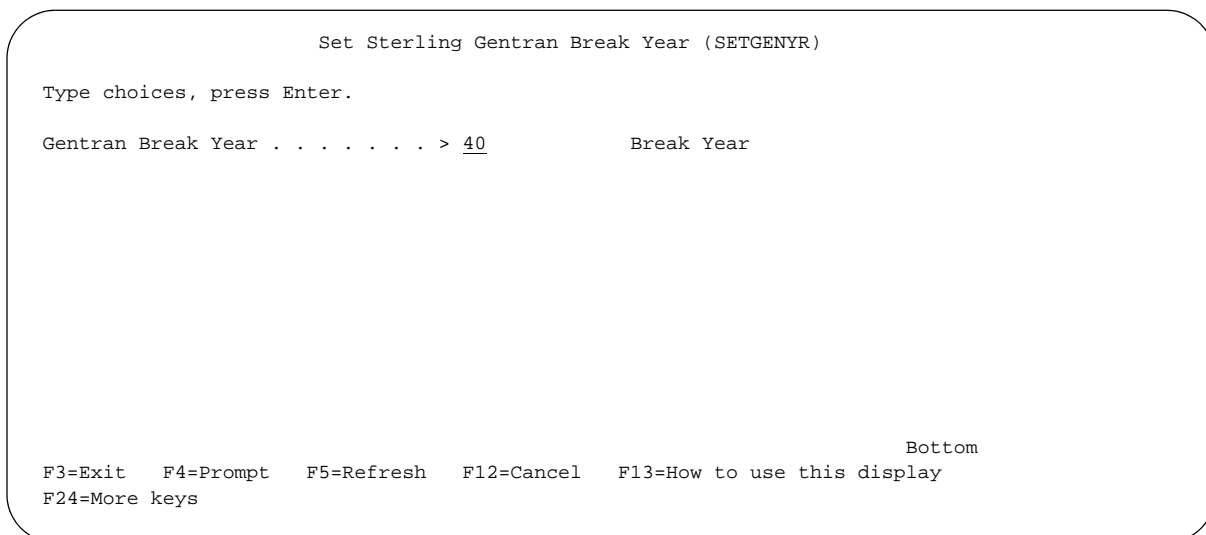 Set Sterling Gentran Break Year (SETGENYR)
Type choices, press Enter.
Gentran Break Year . . . . . . . > 40 Break Year
Bottom
F3=Exit F4=Prompt F5=Refresh F12=Cancel F13=How to use this display
F24=More keys